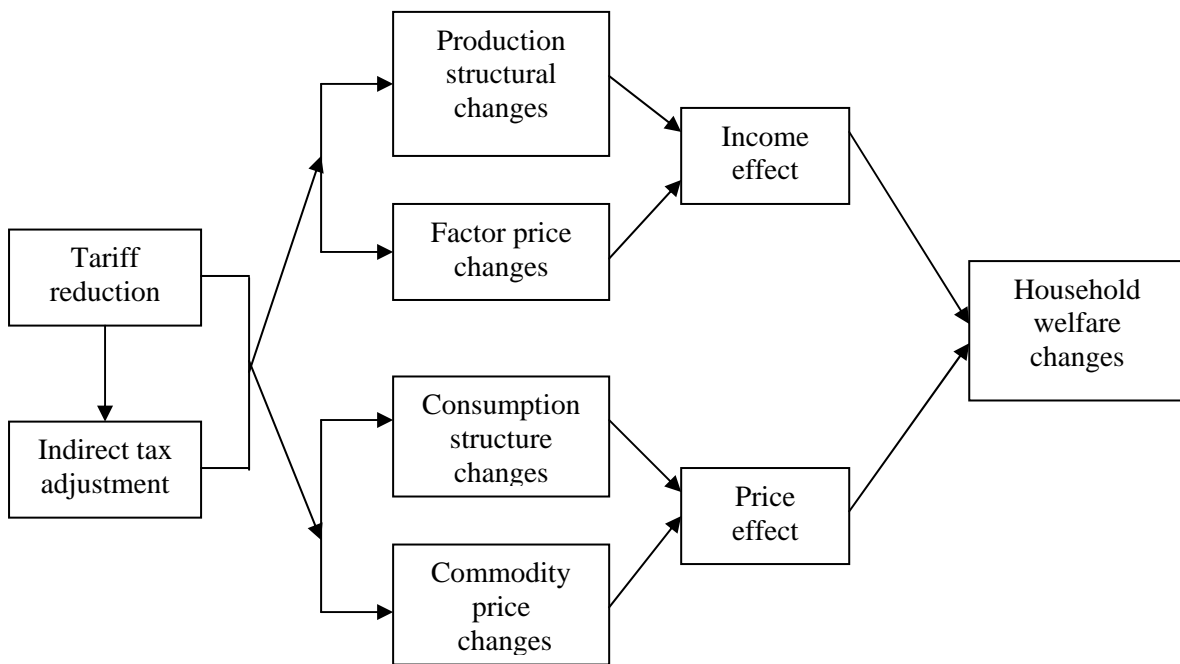 Tariff
reduction
Indirect tax
adjustment
Production
structural
changes
Factor price
changes
Consumption
structure
changes
Commodity
price
changes
Income
effect
Price
effect
Household
welfare
changes